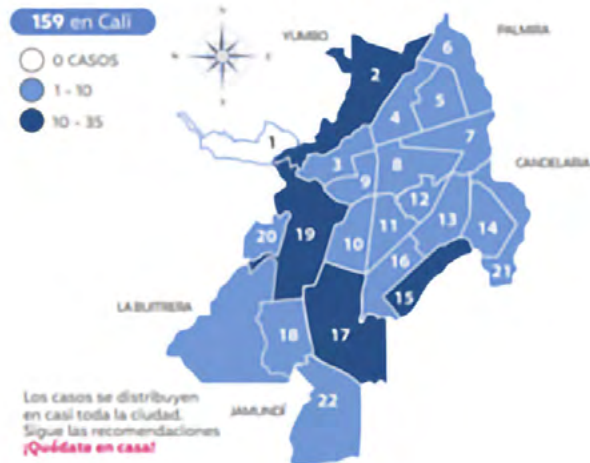 159 en Cali
0 CASOS
1 - 10
10 - 35
N
N
E
S
YUMBO
PALMIRA
CANDELARIA
LA BUITRERA
JAMUNDÍ
1
2
3
4
5
6
7
8
9
10
11
12
13
14
15
16
17
18
19
20
21
22
Los casos se distribuyen
en casi toda la ciudad.
Sigue las recomendaciones
¡Quédate en casa!